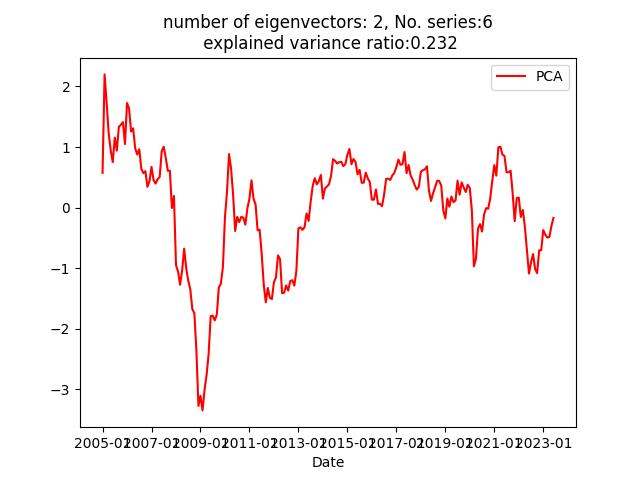 number of eigenvectors: 2, No. series:6
explained variance ratio:0.232
PCA
2
1
0
−1
−2
−3
2005-01 2007-01 2009-01 2011-01 2013-01 2015-01 2017-01 2019-01 2021-01 2023-01
Date